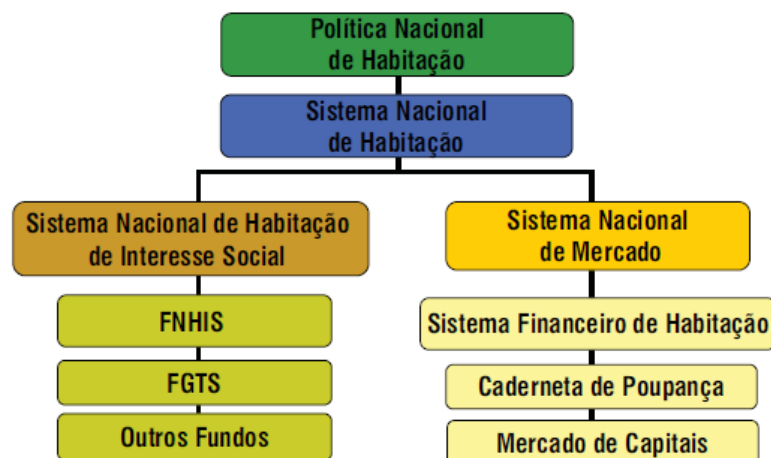 Política Nacional
de Habitação
Sistema Nacional
de Habitação
Sistema Nacional de Habitação
de Interesse Social
FNHIS
FGTS
Outros Fundos
Sistema Nacional
de Mercado
Sistema Financeiro de Habitação
Caderneta de Poupança
Mercado de Capitais